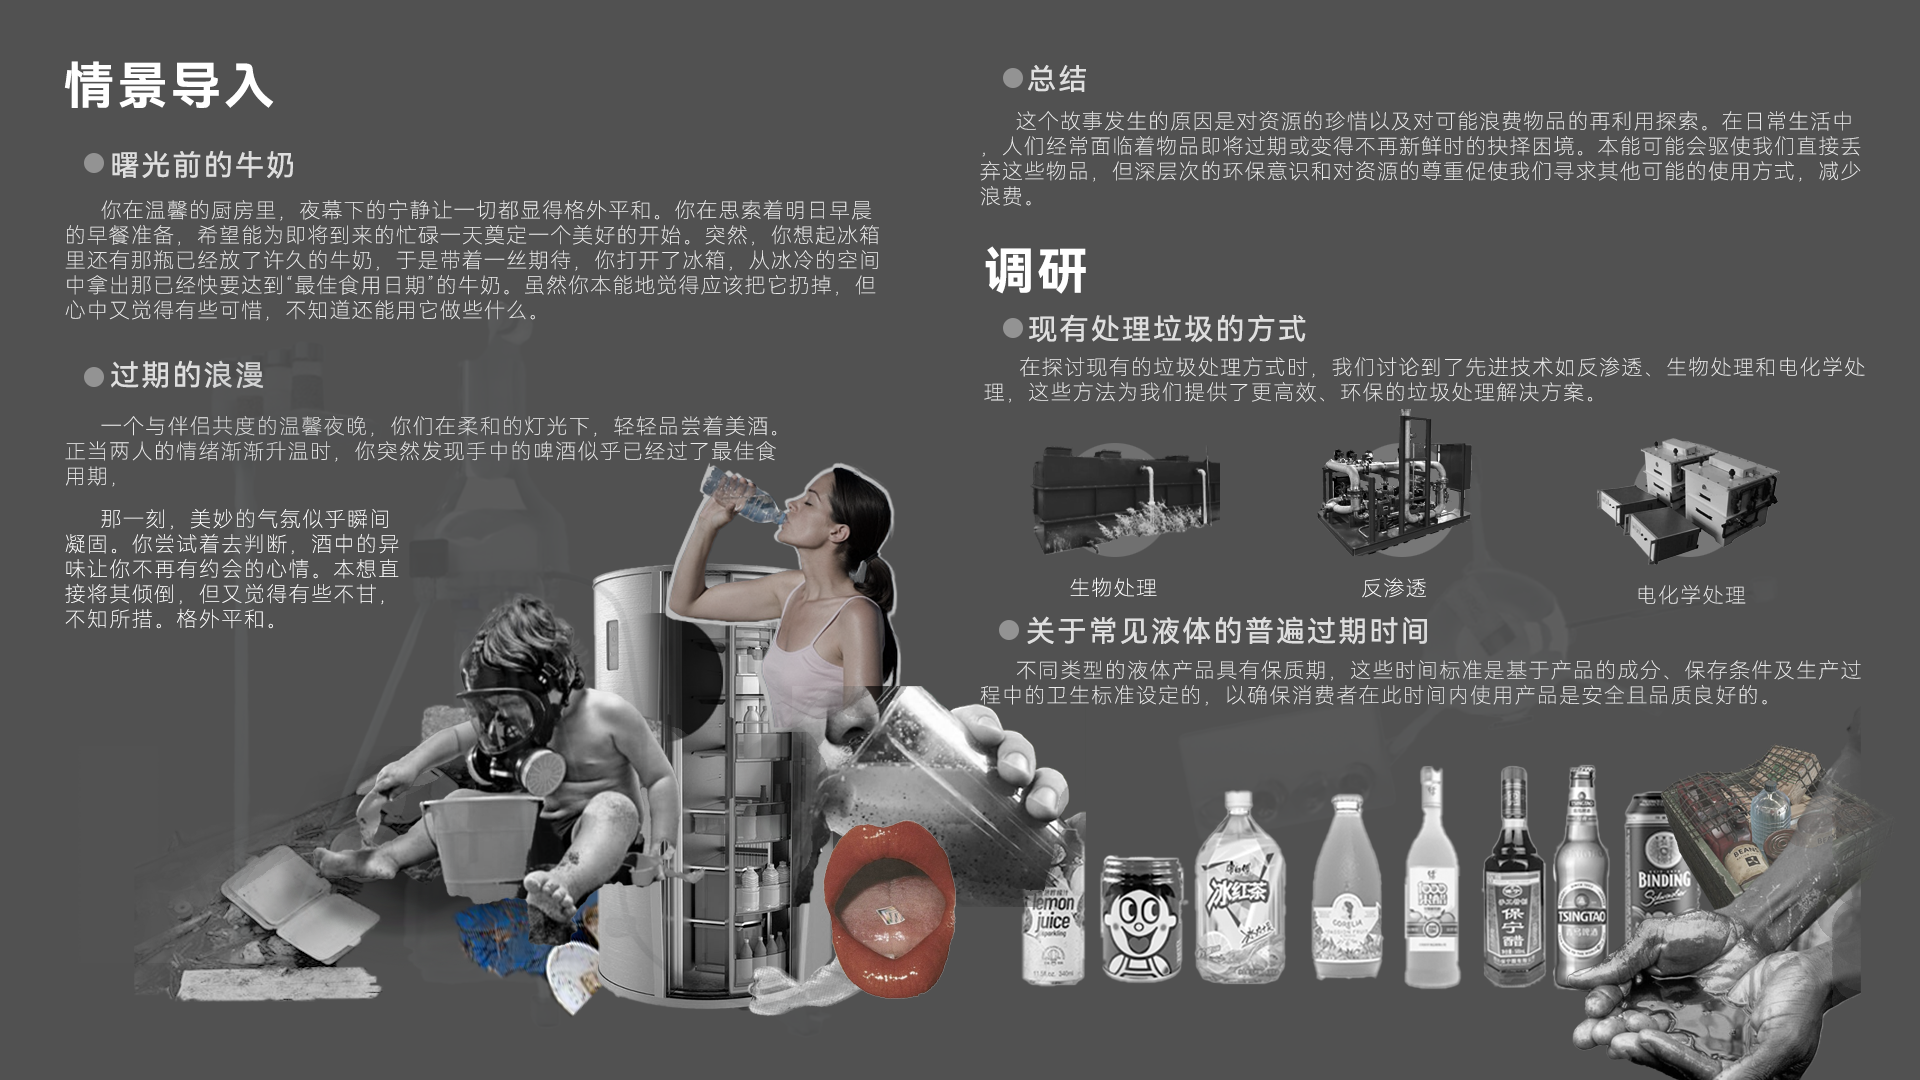 情景导入
曙光前的牛奶
你在温馨的厨房里，夜幕下的宁静让一切都显得格外平和。你在思索着明日早晨
的早餐准备，希望能为即将到来的忙碌一天奠定一个美好的开始。突然，你想起冰箱
里还有那瓶已经放了许久的牛奶，于是带着一丝期待，你打开了冰箱，从冰冷的空间
中拿出那已经快要达到“最佳食用日期”的牛奶。虽然你本能地觉得应该把它扔掉，但
心中又觉得有些可惜，不知道还能用它做些什么。
过期的浪漫
一个与伴侣共度的温馨夜晚，你们在柔和的灯光下，轻轻品尝着美酒。
正当两人的情绪渐渐升温时，你突然发现手中的啤酒似乎已经过了最佳食
用期，
那一刻，美妙的气氛似乎瞬间
凝固。你尝试着去判断，酒中的异
味让你不再有约会的心情。本想直
接将其倾倒，但又觉得有些不甘，
不知所措。格外平和。
总结
这个故事发生的原因是对资源的珍惜以及对可能浪费物品的再利用探索。在日常生活中
，人们经常面临着物品即将过期或变得不再新鲜时的抉择困境。本能可能会驱使我们直接丢
弃这些物品，但深层次的环保意识和对资源的尊重促使我们寻求其他可能的使用方式，减少
浪费。
调研
现有处理垃圾的方式
在探讨现有的垃圾处理方式时，我们讨论到了先进技术如反渗透、生物处理和电化学处
理，这些方法为我们提供了更高效、环保的垃圾处理解决方案。
生物处理
反渗透
电化学处理
关于常见液体的普遍过期时间
不同类型的液体产品具有保质期，这些时间标准是基于产品的成分、保存条件及生产过
程中的卫生标准设定的，以确保消费者在此时间内使用产品是安全且品质良好的。
lemon
juice
sparkling
冰红茶
保
宁
醋
TSINGTAO
BINDING
BEANS